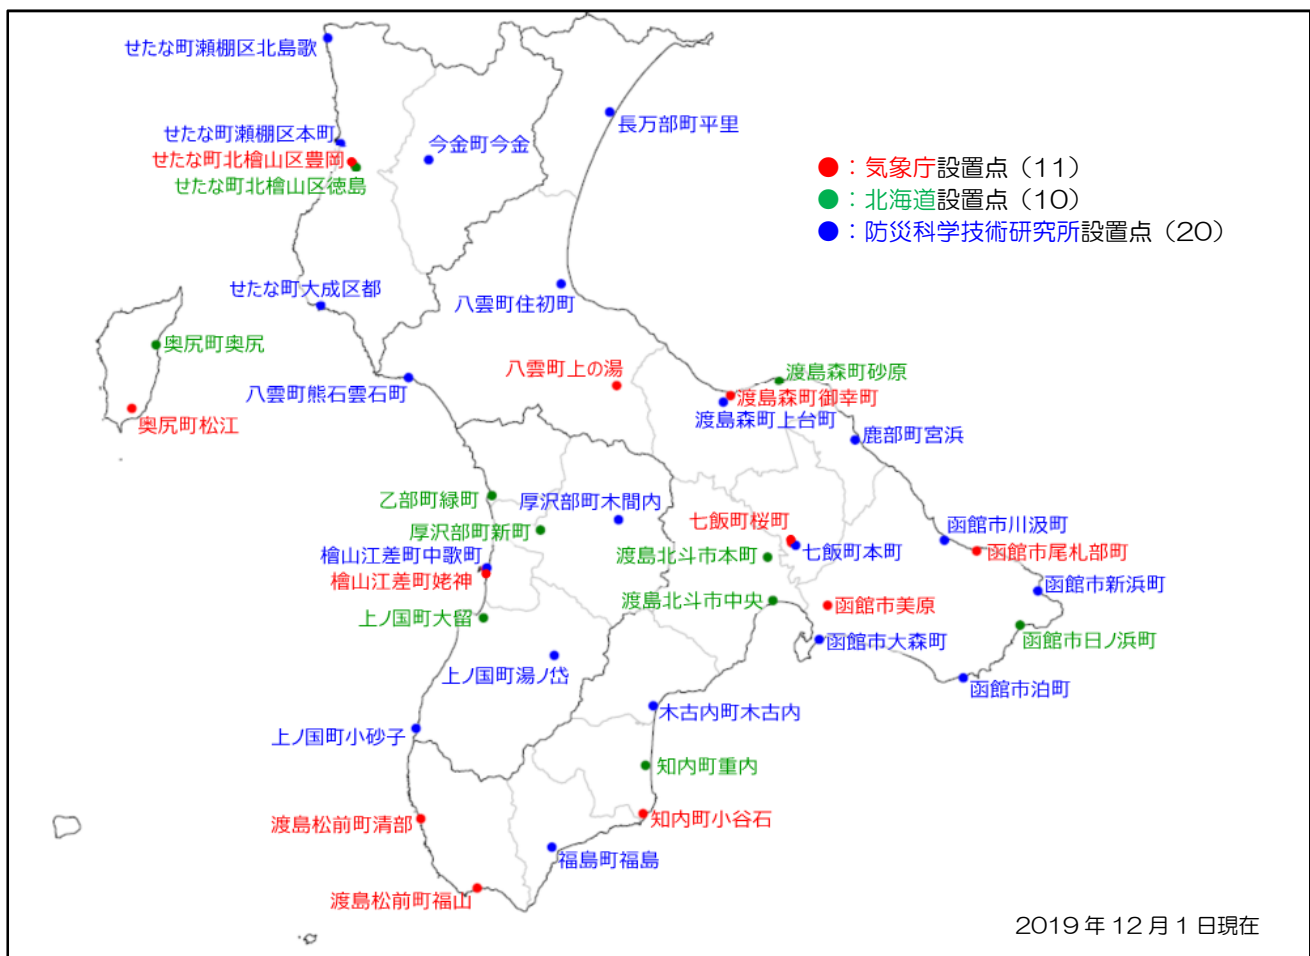 せたな町瀬棚区北島歌
長万部町平里
せたな町瀬棚区本町
今金町今金
せたな町北檜山区豊岡
せたな町北檜山区徳島
●：気象庁設置点（11）
●：北海道設置点（10）
●：防災科学技術研究所設置点（20）
せたな町大成区都
八雲町住初町
奥尻町奥尻
八雲町上の湯
渡島森町砂原
八雲町熊石雲石町
渡島森町御幸町
奥尻町松江
渡島森町上台町
鹿部町宮浜
乙部町緑町
厚沢部町木間内
厚沢部町新町
七飯町桜町
函館市川汲町
檜山江差町中歌町
渡島北斗市本町
七飯町本町
函館市尾札部町
檜山江差町姥神
函館市新浜町
上ノ国町大留
渡島北斗市中央
函館市美原
函館市大森町
函館市日ノ浜町
上ノ国町湯ノ岱
函館市泊町
上ノ国町小砂子
木古内町木古内
知内町重内
渡島松前町清部
知内町小谷石
福島町福島
渡島松前町福山
2019年12月1日現在